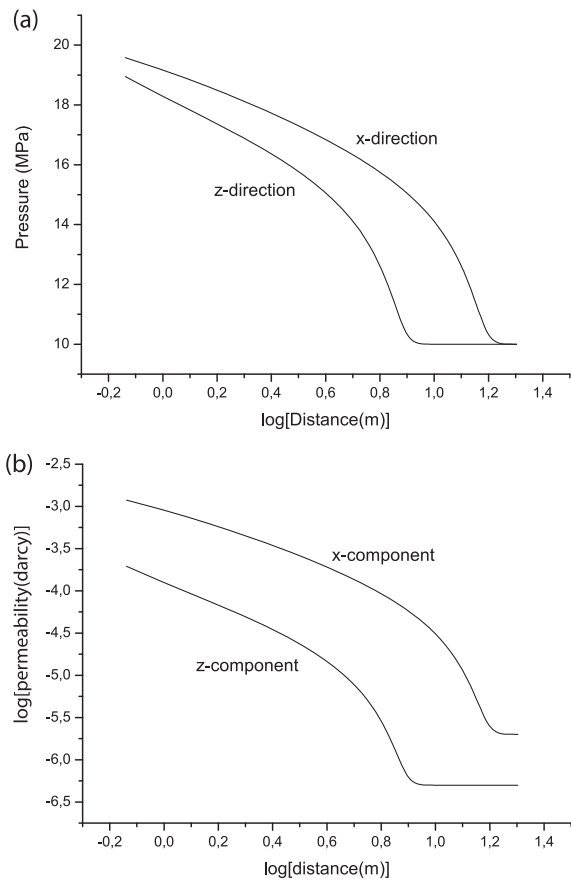 (a)
20
18
16
14
12
10
Pressure (MPa)
x-direction
z-direction
-0,2 0,0 0,2 0,4 0,6 0,8 1,0 1,2 1,4
log[Distance(m)]
(b)
-2,5
-3,0
-3,5
-4,0
-4,5
-5,0
-5,5
-6,0
-6,5
log[permeability(darcy)]
x-component
z-component
-0,2 0,0 0,2 0,4 0,6 0,8 1,0 1,2 1,4
log[distance(m)]